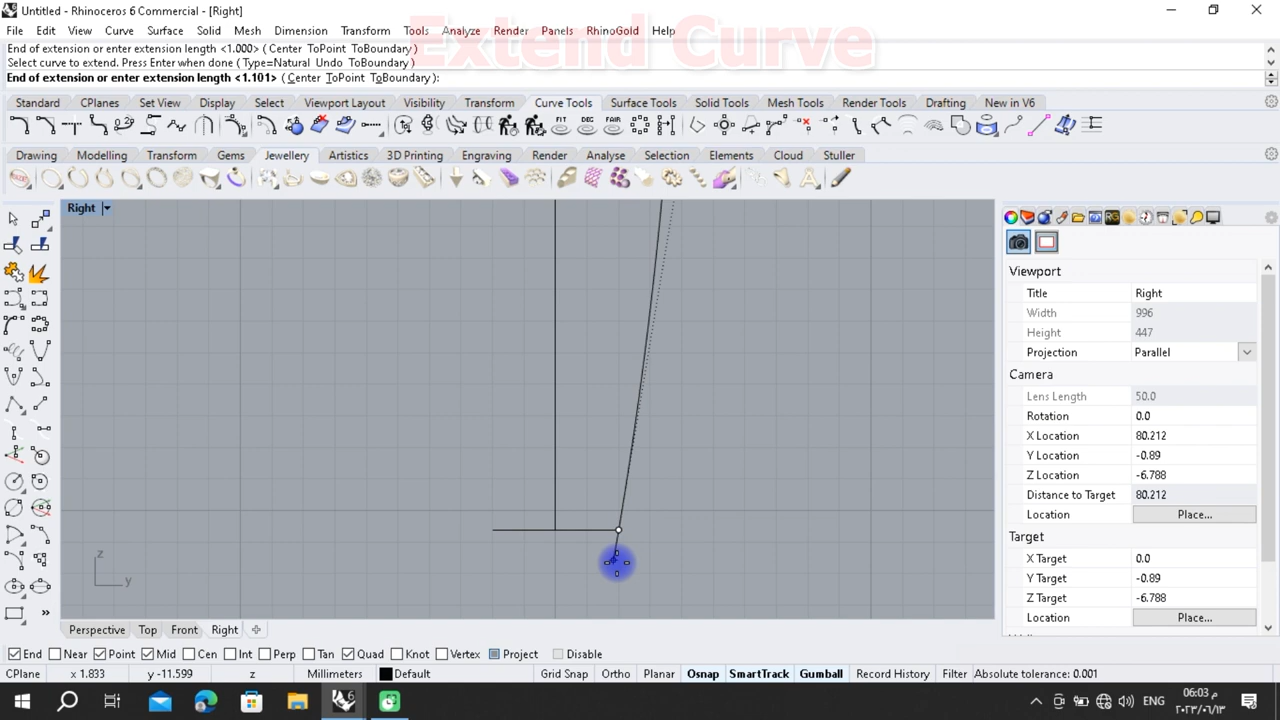 Untitled - Rhinoceros 6 Commercial - [Right]
File Edit View Curve Surface Solid Mesh Dimension Transform Tools Analyze Render Panels RhinoGold Help
Extend Curve
End of extension or enter extension length <1.000> ( Center ToPoint ToBoundary )
Select curve to extend. Press Enter when done ( Type=Natural Undo ToBoundary )
End of extension or enter extension length <1.101> ( Center ToPoint ToBoundary ):
Standard CPlanes Set View Display Select Viewport Layout Visibility Transform Curve Tools Surface Tools Solid Tools Mesh Tools Render Tools Drafting New in V6
FIT DEG FAIR
Drawing Modelling Transform Gems Jewellery Artistics 3D Printing Engraving Render Analyse Selection Elements Cloud Stuller
Right
Viewport
Title Right
Width 996
Height 447
Projection Parallel
Camera
Lens Length 50.0
Rotation 0.0
X Location 80.212
Y Location -0.89
Z Location -6.788
Distance to Target 80.212
Location Place...
Target
X Target 0.0
Y Target -0.89
Z Target -6.788
Location Place...
z
y
Perspective Top Front Right
End Near Point Mid Cen Int Perp Tan Quad Knot Vertex Project Disable
CPlane x 1.833 y -11.599 z Millimeters Default Grid Snap Ortho Planar Osnap SmartTrack Gumball Record History Filter Absolute tolerance: 0.001
ENG 06:03 م
٢٠٢٣/٠٦/١٣